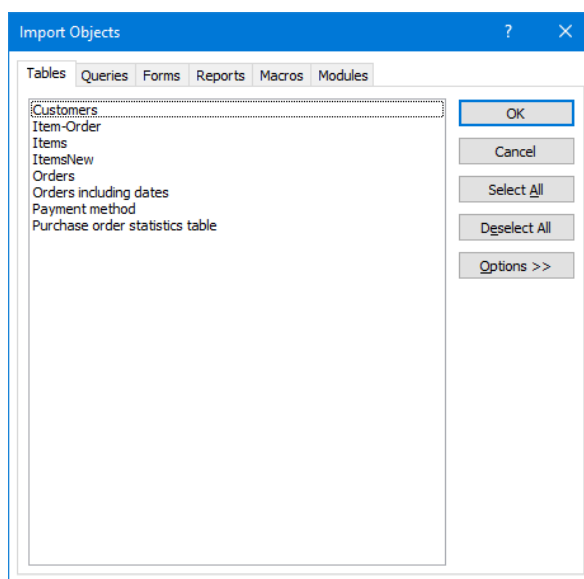 Import Objects ? ×
Tables Queries Forms Reports Macros Modules
Customers
Item-Order
Items
ItemsNew
Orders
Orders including dates
Payment method
Purchase order statistics table
OK
Cancel
Select All
Deselect All
Options >>